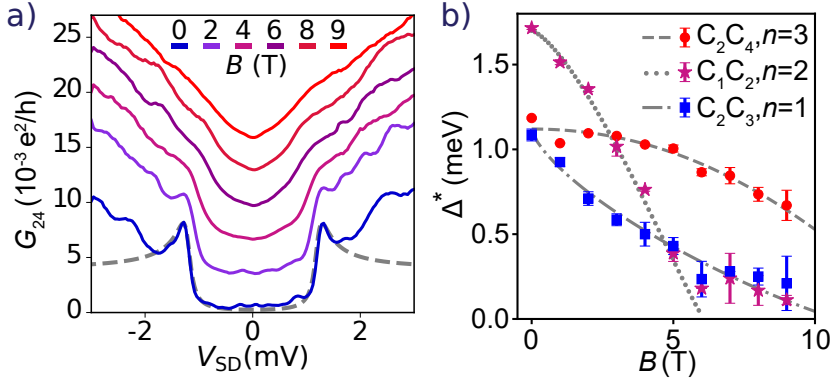 a)
G24 (10-3 e2/h)
25
20
15
10
5
0
0 2 4 6 8 9
B (T)
-2 0 2
VSD(mV)
b)
Δ* (meV)
1.5
1.0
0.5
0.0
C2C4,n=3
C1C2,n=2
C2C3,n=1
0 5 10
B(T)